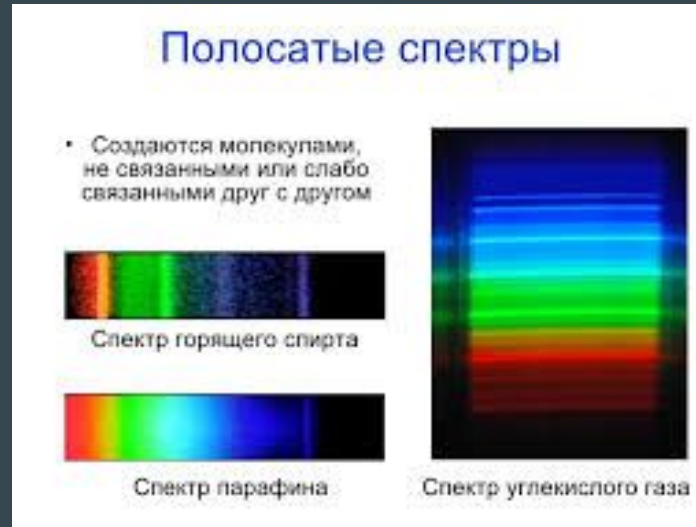 Полосатые спектры
• Создаются молекулами,
не связанными или слабо
связанными друг с другом
Спектр горящего спирта
Спектр парафина
Спектр углекислого газа